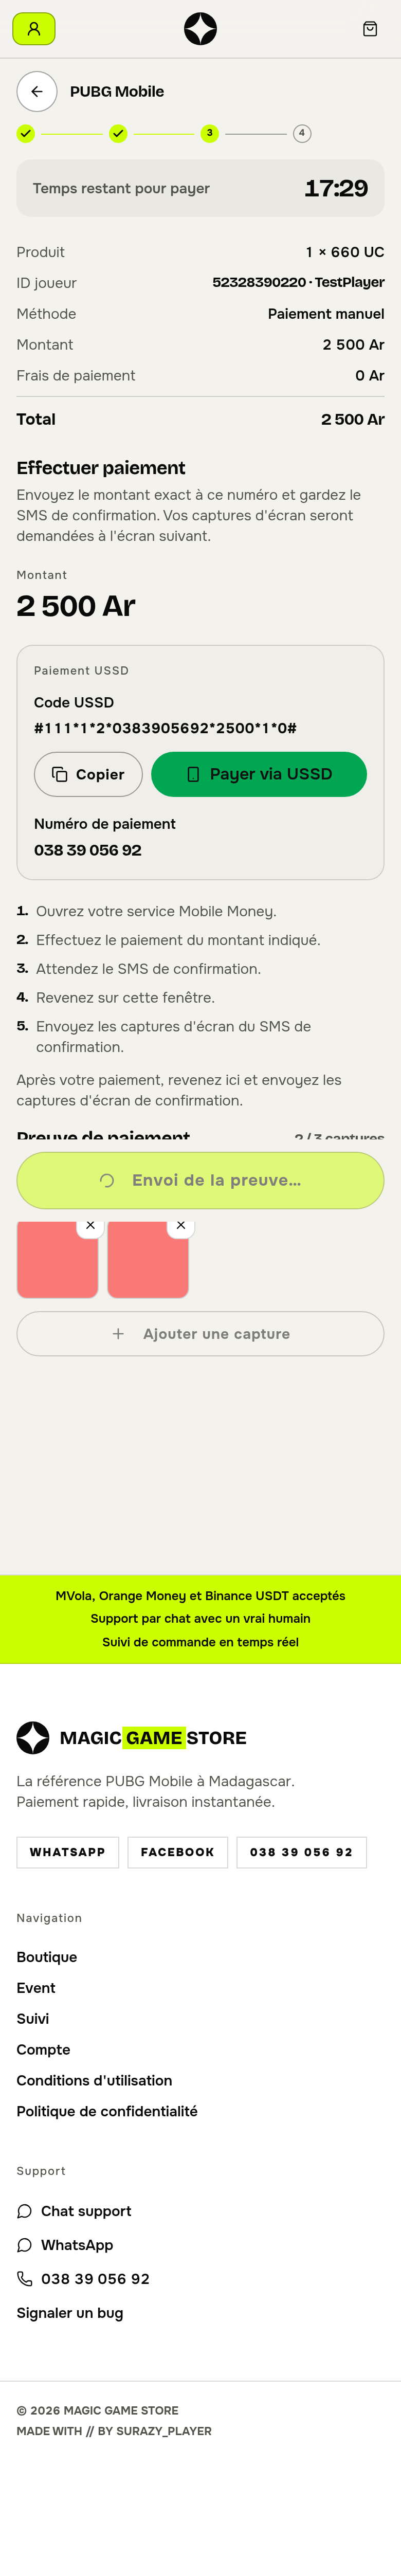 PUBG Mobile
3
4
Temps restant pour payer 17:29
Produit 1 × 660 UC
ID joueur 52328390220 · TestPlayer
Méthode Paiement manuel
Montant 2 500 Ar
Frais de paiement 0 Ar
Total 2 500 Ar
Effectuer paiement
Envoyez le montant exact à ce numéro et gardez le
SMS de confirmation. Vos captures d'écran seront
demandées à l'écran suivant.
Montant
2 500 Ar
Paiement USSD
Code USSD
#111*1*2*0383905692*2500*1*0#
Copier
Payer via USSD
Numéro de paiement
038 39 056 92
1. Ouvrez votre service Mobile Money.
2. Effectuez le paiement du montant indiqué.
3. Attendez le SMS de confirmation.
4. Revenez sur cette fenêtre.
5. Envoyez les captures d'écran du SMS de
confirmation.
Après votre paiement, revenez ici et envoyez les
captures d'écran de confirmation.
Preuve de paiement 2 / 3 captures
Envoi de la preuve…
Ajouter une capture
MVola, Orange Money et Binance USDT acceptés
Support par chat avec un vrai humain
Suivi de commande en temps réel
MAGIC GAME STORE
La référence PUBG Mobile à Madagascar.
Paiement rapide, livraison instantanée.
WHATSAPP
FACEBOOK
038 39 056 92
Navigation
Boutique
Event
Suivi
Compte
Conditions d'utilisation
Politique de confidentialité
Support
Chat support
WhatsApp
038 39 056 92
Signaler un bug
© 2026 MAGIC GAME STORE
MADE WITH // BY SURAZY_PLAYER